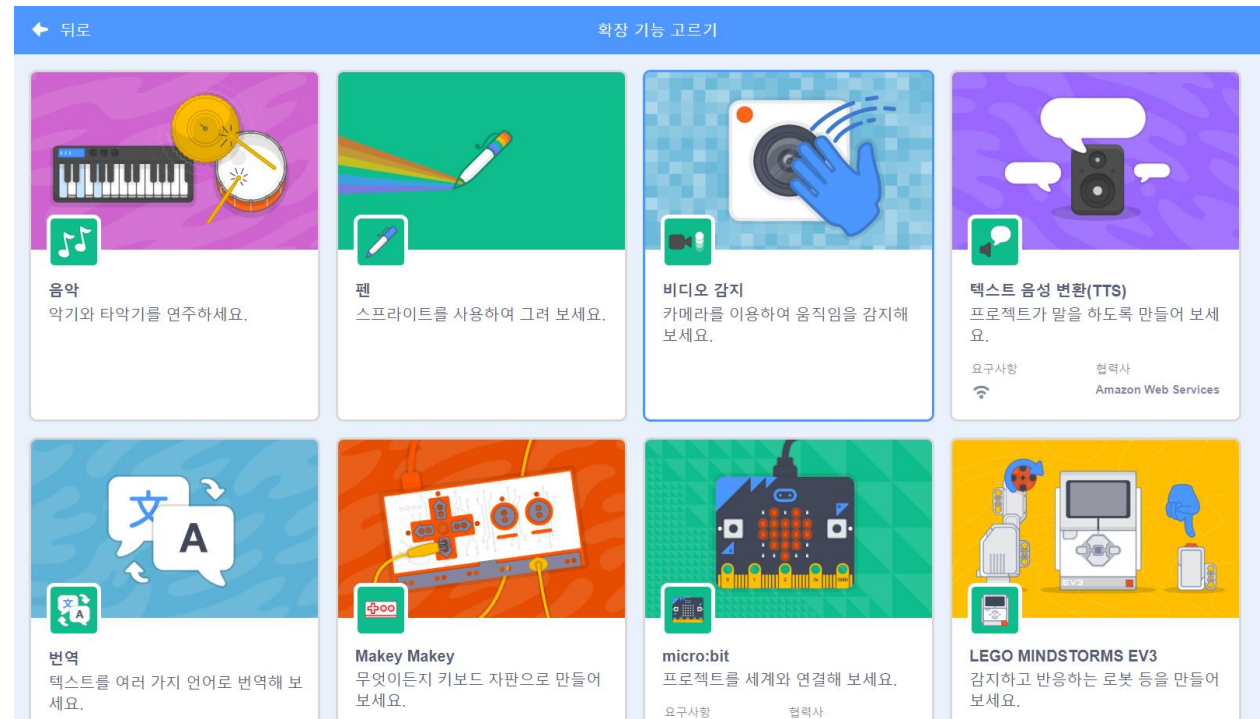 뒤로
확장 기능 고르기
음악
악기와 타악기를 연주하세요.
펜
스프라이트를 사용하여 그려 보세요.
비디오 감지
카메라를 이용하여 움직임을 감지해
보세요.
텍스트 음성 변환(TTS)
프로젝트가 말을 하도록 만들어 보세
요.
요구사항
협력사
Amazon Web Services
文
A
번역
텍스트를 여러 가지 언어로 번역해 보
세요.
Makey Makey
무엇이든지 키보드 자판으로 만들어
보세요.
0 1 2 3v GND
micro:bit
프로젝트를 세계와 연결해 보세요.
요구사항
협력사
EV3
LEGO MINDSTORMS EV3
감지하고 반응하는 로봇 등을 만들어
보세요.